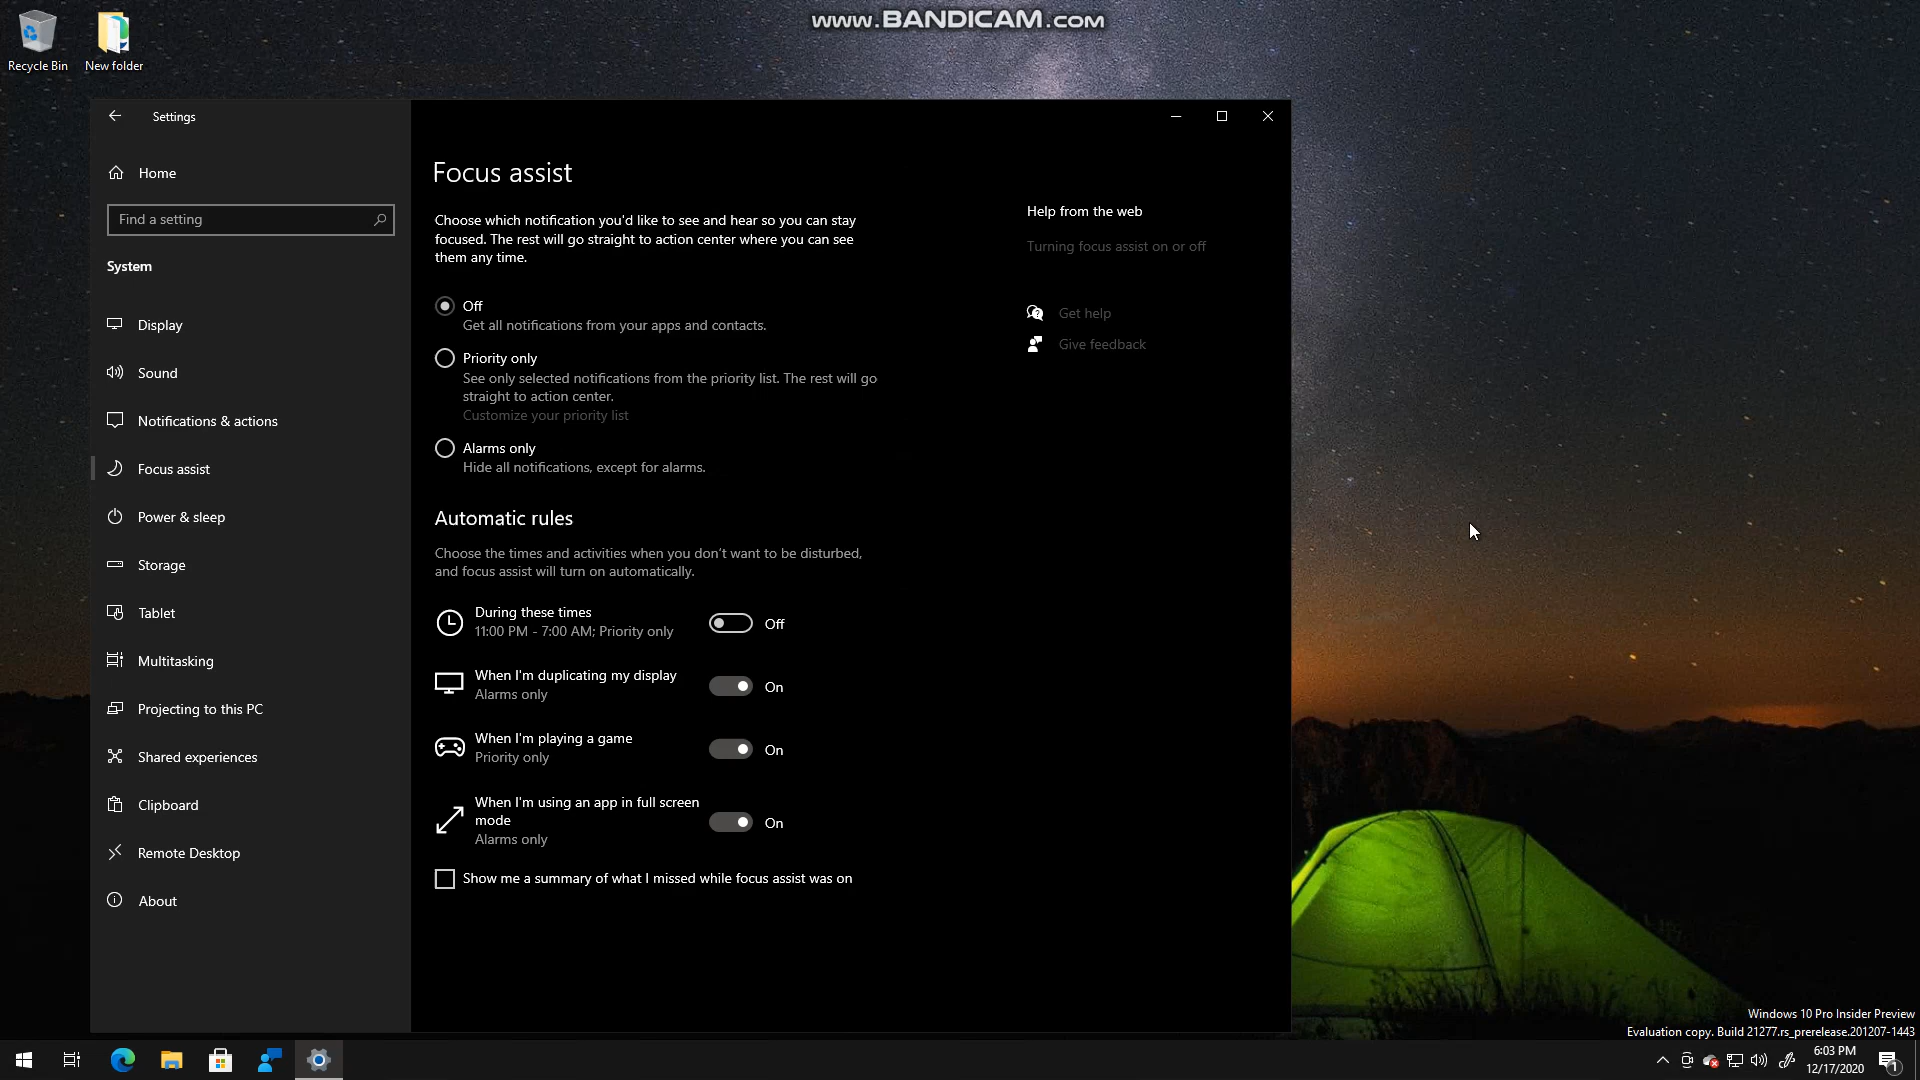 www.BANDICAM.com
Recycle Bin
New folder
Settings
Home
Find a setting
System
Display
Sound
Notifications & actions
Focus assist
Power & sleep
Storage
Tablet
Multitasking
Projecting to this PC
Shared experiences
Clipboard
Remote Desktop
About
Focus assist
Choose which notification you'd like to see and hear so you can stay
focused. The rest will go straight to action center where you can see
them any time.
Off
Get all notifications from your apps and contacts.
Priority only
See only selected notifications from the priority list. The rest will go
straight to action center.
Customize your priority list
Alarms only
Hide all notifications, except for alarms.
Automatic rules
Choose the times and activities when you don’t want to be disturbed,
and focus assist will turn on automatically.
During these times
11:00 PM - 7:00 AM; Priority only
Off
When I'm duplicating my display
Alarms only
On
When I'm playing a game
Priority only
On
When I'm using an app in full screen
mode
Alarms only
On
Show me a summary of what I missed while focus assist was on
Help from the web
Turning focus assist on or off
Get help
Give feedback
Windows 10 Pro Insider Preview
Evaluation copy. Build 21277.rs_prerelease.201207-1443
6:03 PM
12/17/2020
1